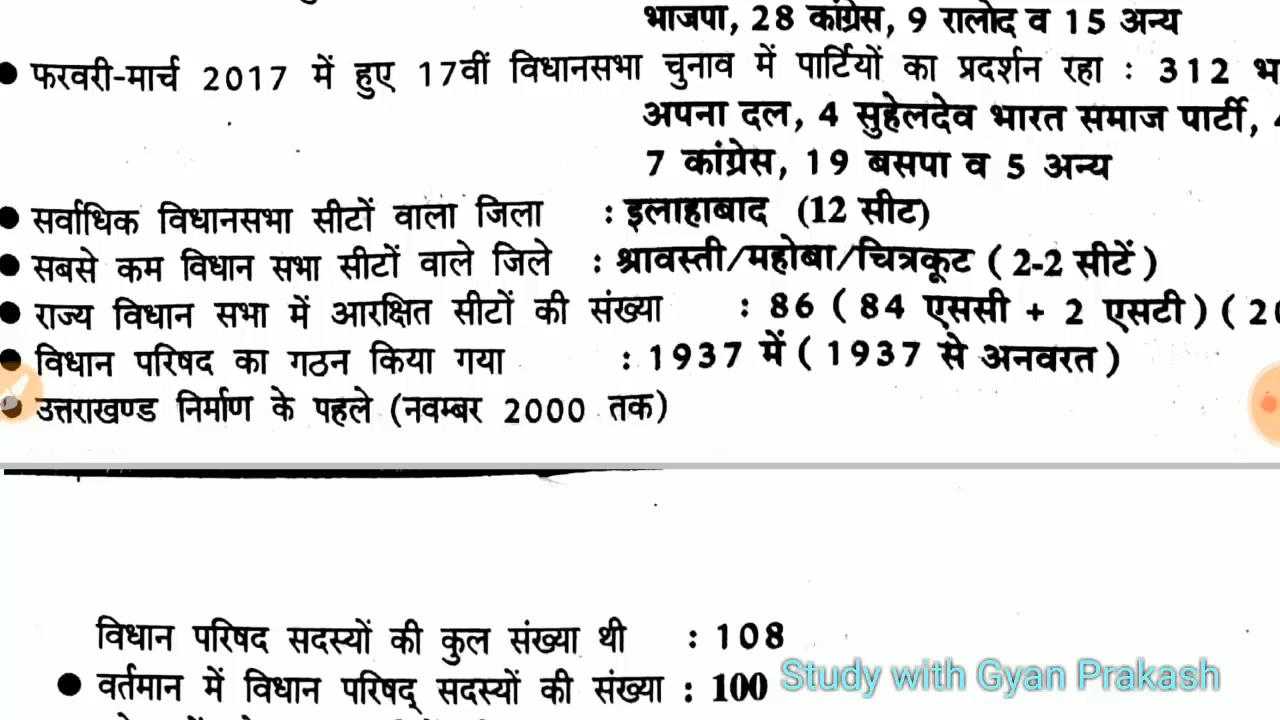 भाजपा, 28 कांग्रेस, 9 रालोद व 15 अन्य
● फरवरी-मार्च 2017 में हुए 17वीं विधानसभा चुनाव में पार्टियों का प्रदर्शन रहा : 312
अपना दल, 4 सुहेलदेव भारत समाज पार्टी,
7 कांग्रेस, 19 बसपा व 5 अन्य
● सर्वाधिक विधानसभा सीटों वाला जिला : इलाहाबाद (12 सीट)
● सबसे कम विधान सभा सीटों वाले जिले : श्रावस्ती/महोबा/चित्रकूट ( 2-2 सीटें )
● राज्य विधान सभा में आरक्षित सीटों की संख्या : 86 ( 84 एससी + 2 एसटी ) (
● विधान परिषद का गठन किया गया : 1937 में ( 1937 से अनवरत )
● उत्तराखण्ड निर्माण के पहले (नवम्बर 2000 तक)
विधान परिषद सदस्यों की कुल संख्या थी : 108
● वर्तमान में विधान परिषद् सदस्यों की संख्या : 100
Study with Gyan Prakash